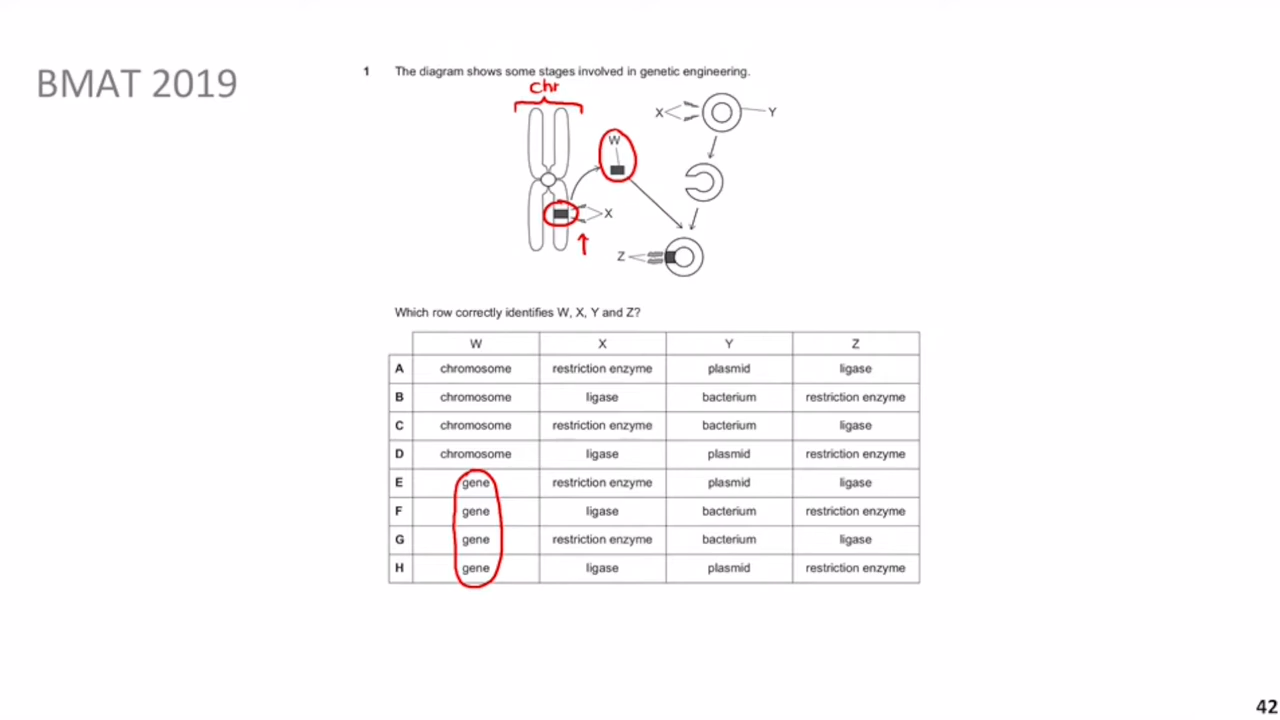 BMAT 2019
1 The diagram shows some stages involved in genetic engineering.
Chr
W
X
Y
X
Z
Which row correctly identifies W, X, Y and Z?
W X Y Z
A chromosome restriction enzyme plasmid ligase
B chromosome ligase bacterium restriction enzyme
C chromosome restriction enzyme bacterium ligase
D chromosome ligase plasmid restriction enzyme
E gene restriction enzyme plasmid ligase
F gene ligase bacterium restriction enzyme
G gene restriction enzyme bacterium ligase
H gene ligase plasmid restriction enzyme
42